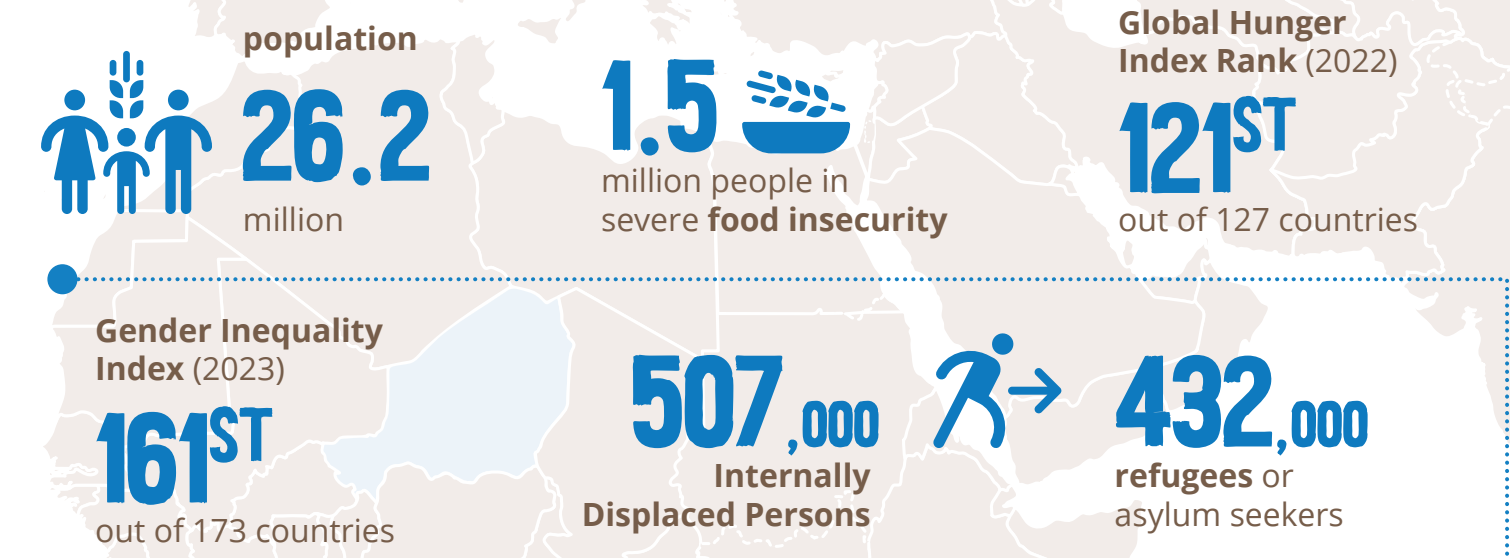 population
26.2
million
1.5
million people in
severe food insecurity
Global Hunger
Index Rank (2022)
121ST
out of 127 countries
Gender Inequality
Index (2023)
161ST
out of 173 countries
507,000
Internally
Displaced Persons
432,000
refugees or
asylum seekers